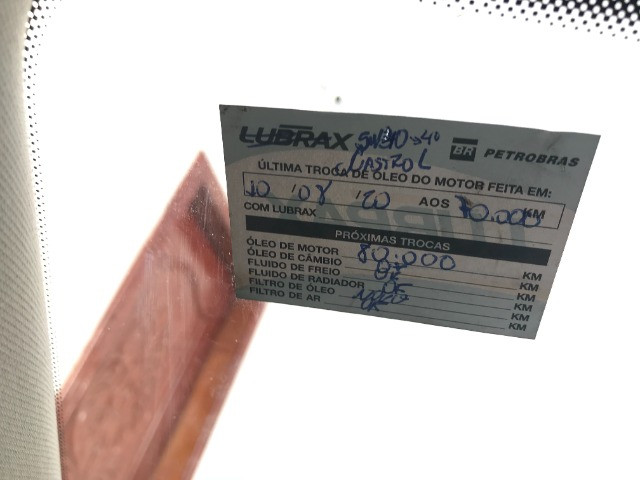 LUBRAX BR PETROBRAS
CASTROL
ÚLTIMA TROCA DE ÓLEO DO MOTOR FEITA EM:
10 '08 '20 AOS 70.000 KM
COM LUBRAX
PRÓXIMAS TROCAS
ÓLEO DE MOTOR 80.000 KM
ÓLEO DE CÂMBIO KM
FLUIDO DE FREIO KM
FLUIDO DE RADIADOR KM
FILTRO DE ÓLEO KM
FILTRO DE AR KM